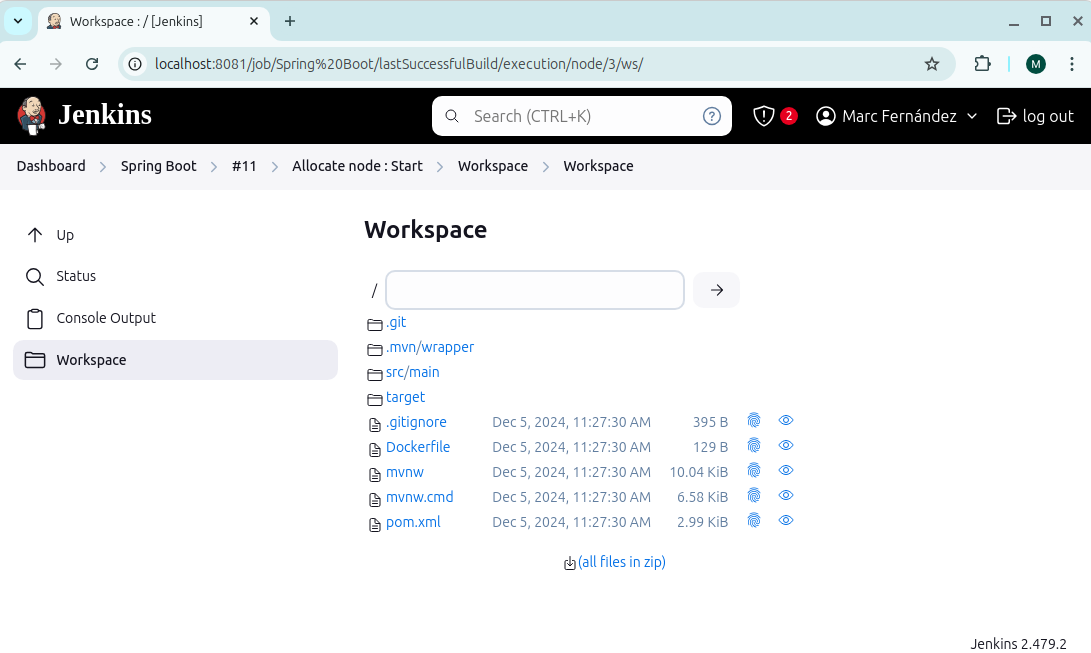 Workspace : / [Jenkins]
localhost:8081/job/Spring%20Boot/lastSuccessfulBuild/execution/node/3/ws/
M
Jenkins
Search (CTRL+K)
?
2
Marc Fernández
log out
Dashboard > Spring Boot > #11 > Allocate node : Start > Workspace > Workspace
Up
Status
Console Output
Workspace
Workspace
/
.git
.mvn/wrapper
src/main
target
.gitignore Dec 5, 2024, 11:27:30 AM 395 B
Dockerfile Dec 5, 2024, 11:27:30 AM 129 B
mvnw Dec 5, 2024, 11:27:30 AM 10.04 KiB
mvnw.cmd Dec 5, 2024, 11:27:30 AM 6.58 KiB
pom.xml Dec 5, 2024, 11:27:30 AM 2.99 KiB
(all files in zip)
Jenkins 2.479.2